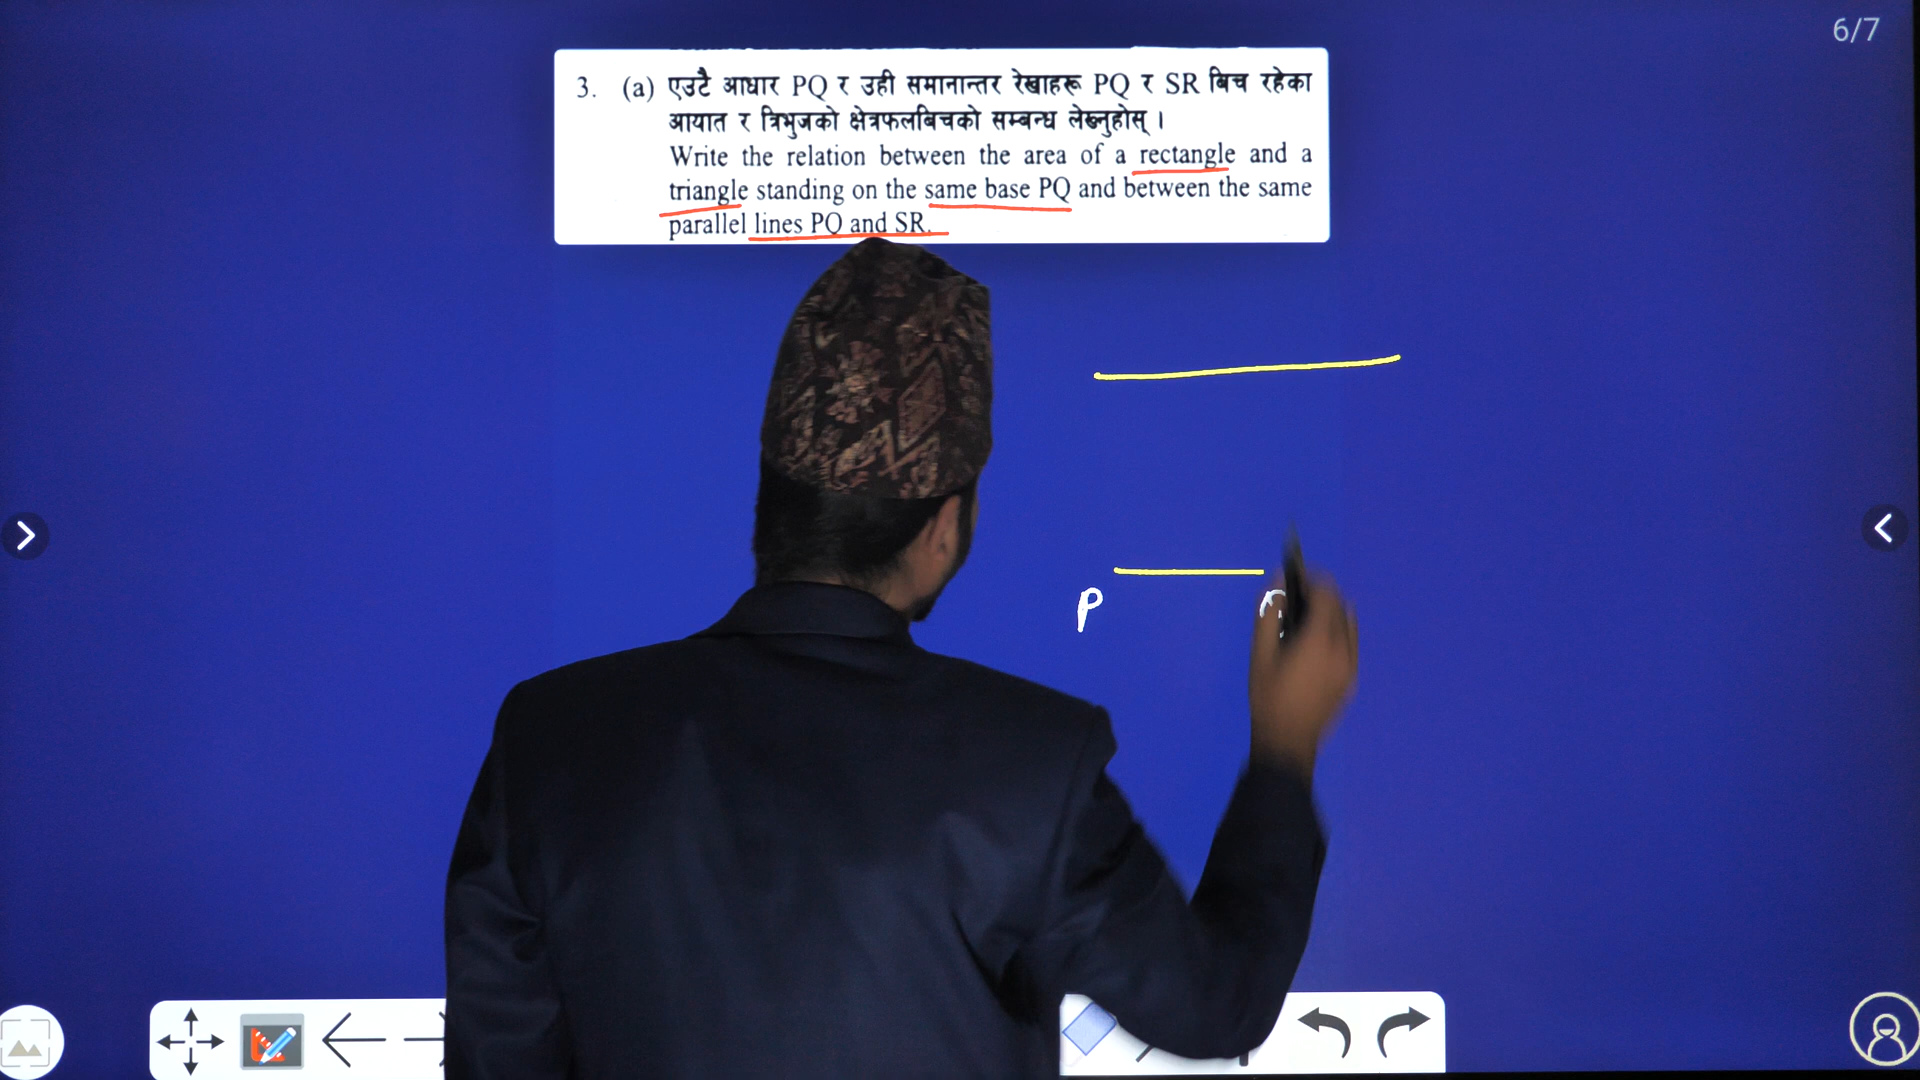 6/7
3. (a) एउटै आधार PQ र उही समानान्तर रेखाहरू PQ र SR बिच रहेका
आयात र त्रिभुजको क्षेत्रफलबिचको सम्बन्ध लेख्नुहोस् ।
Write the relation between the area of a rectangle and a
triangle standing on the same base PQ and between the same
parallel lines PQ and SR.
P